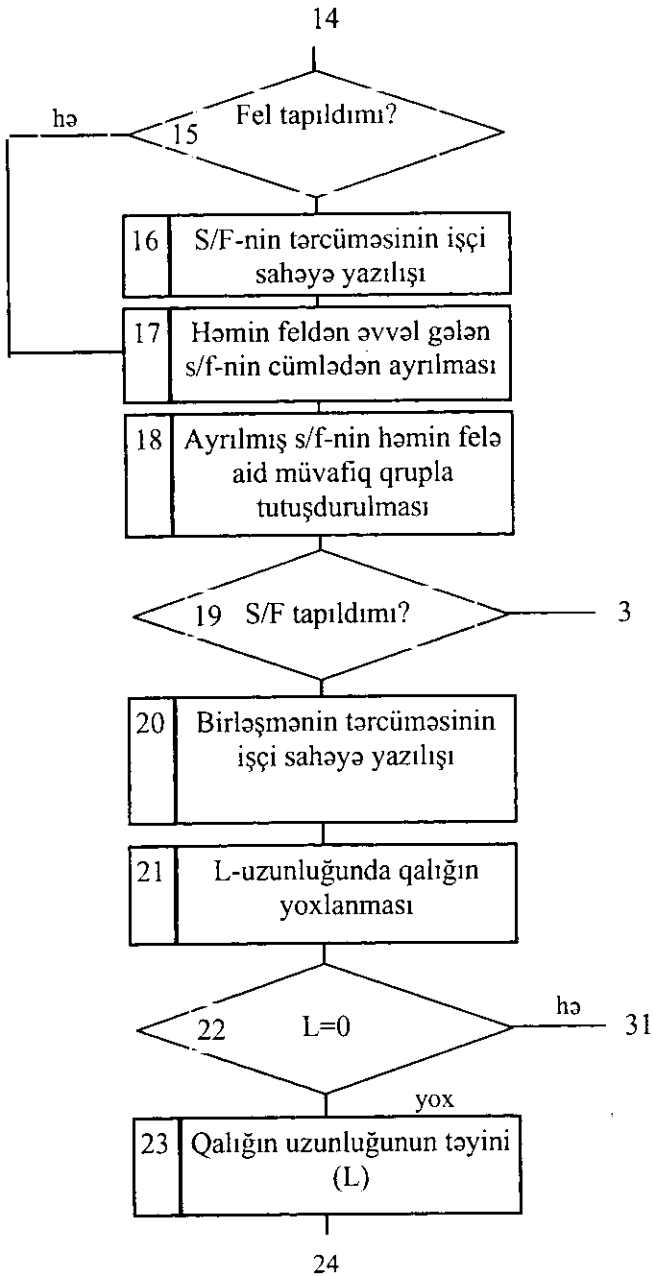 14
hə
Fel tapıldımı?
15
16 S/F-nin tərcüməsinin işçi
sahəyə yazılışı
17 Həmin feldən əvvəl gələn
s/f-nin cümlədən ayrılması
18 Ayrılmış s/f-nin həmin felə
aid müvafiq qrupla
tutuşdurulması
19 S/F tapıldımı? 3
20 Birləşmənin tərcüməsinin
işçi sahəyə yazılışı
21 L-uzunluğunda qalığın
yoxlanması
hə
22 L=0 31
yox
23 Qalığın uzunluğunun təyini
(L)
24